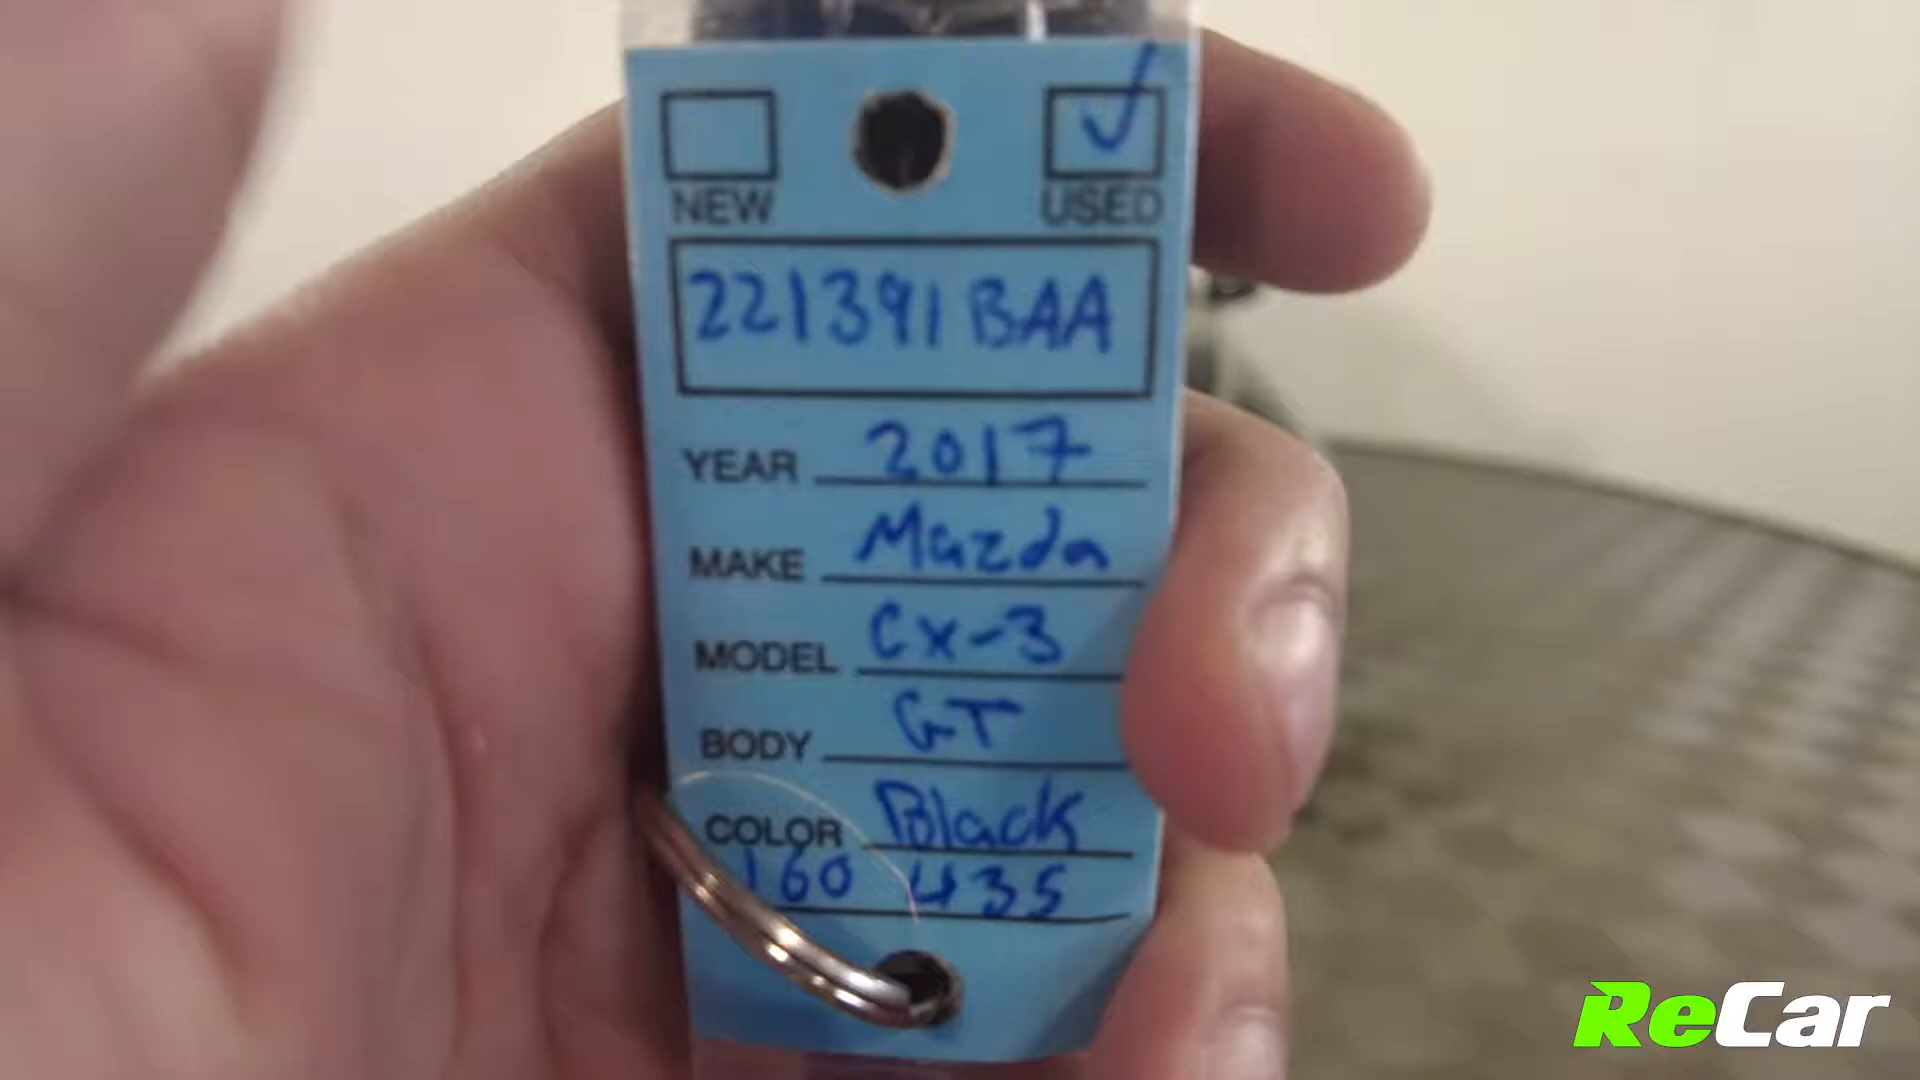 NEW USED
221391BAA
YEAR 2017
MAKE Mazda
MODEL CX-3
BODY GT
COLOR Black
160 435
ReCar